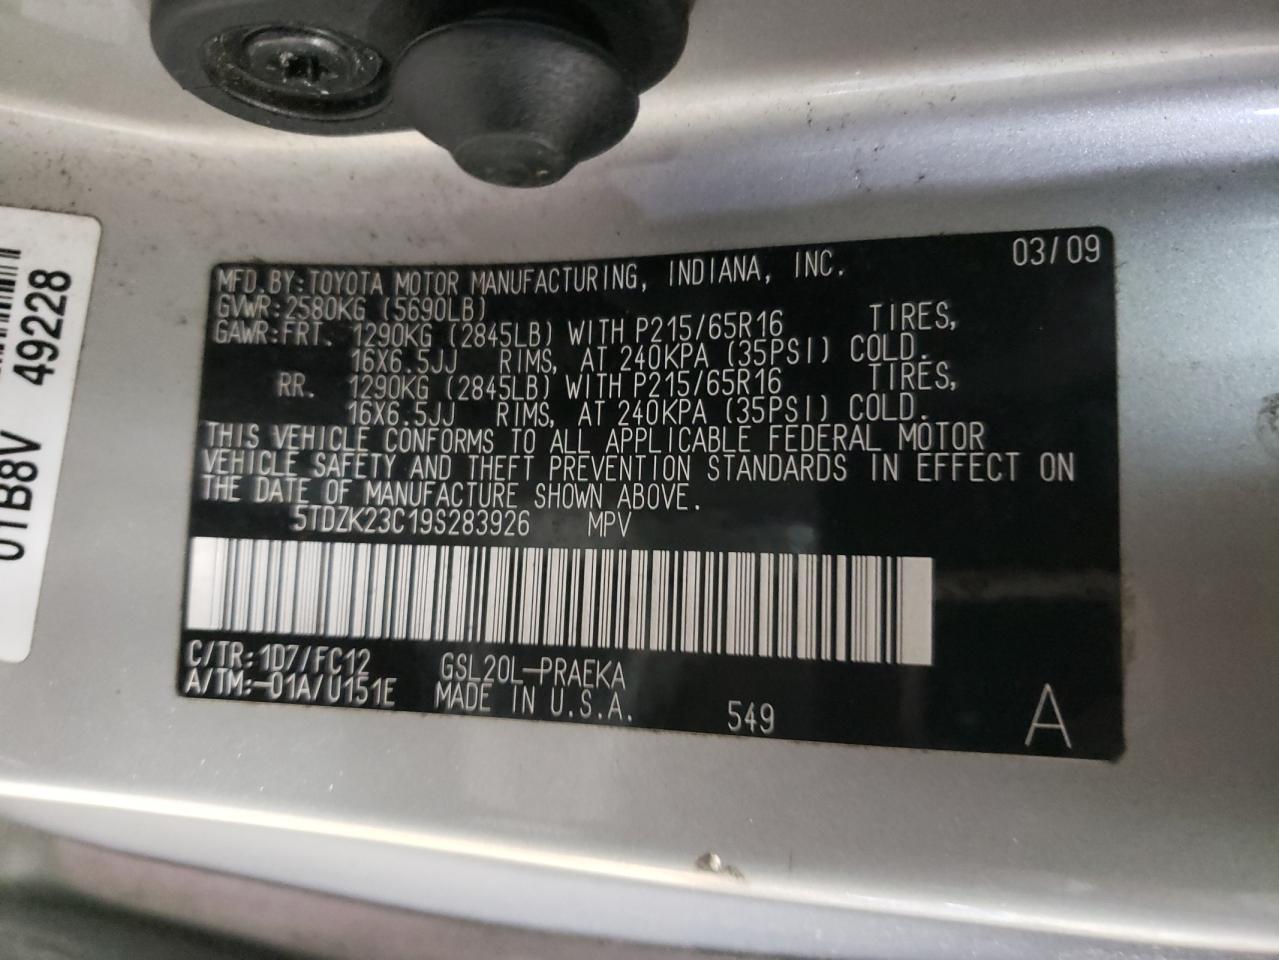 MFD.BY:TOYOTA MOTOR MANUFACTURING, INDIANA, INC. 03/09
GVWR:2580KG (5690LB)
GAWR:FRT. 1290KG (2845LB) WITH P215/65R16 TIRES,
16X6.5JJ RIMS, AT 240KPA (35PSI) COLD.
RR. 1290KG (2845LB) WITH P215/65R16 TIRES,
16X6.5JJ RIMS, AT 240KPA (35PSI) COLD.
THIS VEHICLE CONFORMS TO ALL APPLICABLE FEDERAL MOTOR
VEHICLE SAFETY AND THEFT PREVENTION STANDARDS IN EFFECT ON
THE DATE OF MANUFACTURE SHOWN ABOVE.
5TDZK23C19S283926 MPV
C/TR:1D7/FC12 GSL20L-PRAEKA
A/TM:-01A/U151E MADE IN U.S.A. 549 A
01B8V 49228